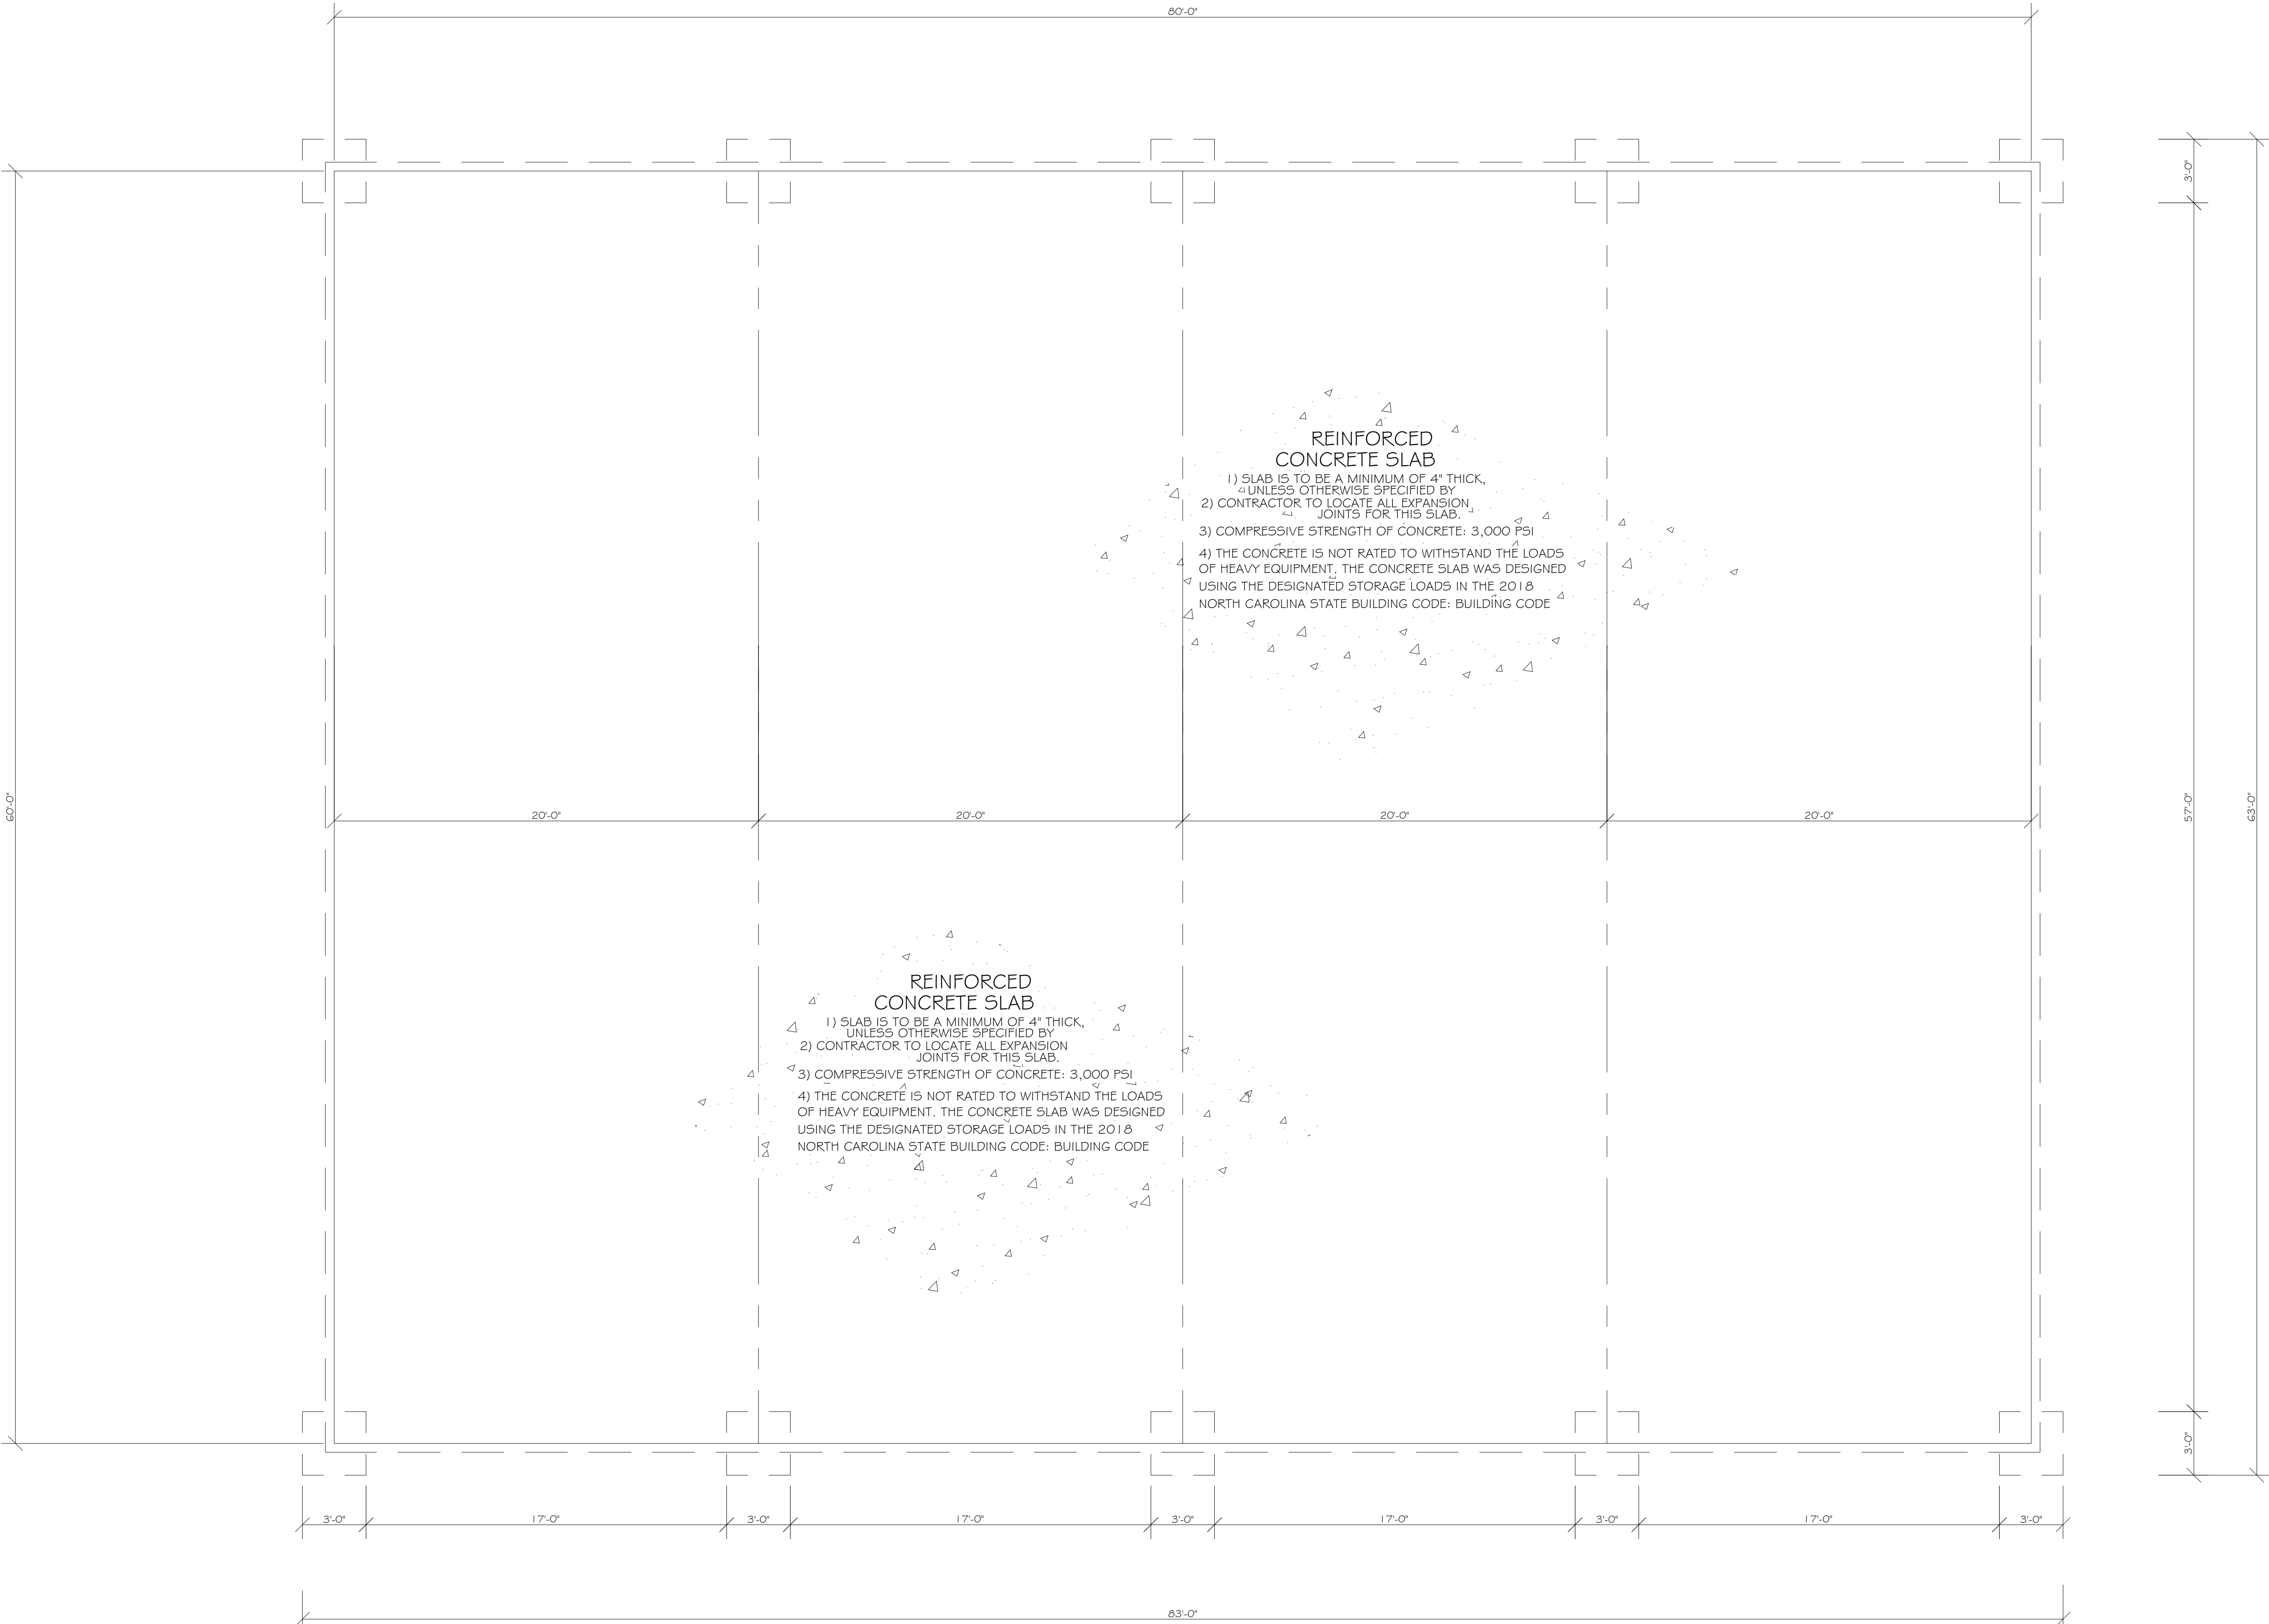 80'-0"
3'-0"
REINFORCED
CONCRETE SLAB
1) SLAB IS TO BE A MINIMUM OF 4" THICK,
UNLESS OTHERWISE SPECIFIED BY
2) CONTRACTOR TO LOCATE ALL EXPANSION
JOINTS FOR THIS SLAB.
3) COMPRESSIVE STRENGTH OF CONCRETE: 3,000 PSI
4) THE CONCRETE IS NOT RATED TO WITHSTAND THE LOADS
OF HEAVY EQUIPMENT. THE CONCRETE SLAB WAS DESIGNED
USING THE DESIGNATED STORAGE LOADS IN THE 2018
NORTH CAROLINA STATE BUILDING CODE: BUILDING CODE
60'-0"
57'-0"
63'-0"
20'-0"
20'-0"
20'-0"
20'-0"
REINFORCED
CONCRETE SLAB
1) SLAB IS TO BE A MINIMUM OF 4" THICK,
UNLESS OTHERWISE SPECIFIED BY
2) CONTRACTOR TO LOCATE ALL EXPANSION
JOINTS FOR THIS SLAB.
3) COMPRESSIVE STRENGTH OF CONCRETE: 3,000 PSI
4) THE CONCRETE IS NOT RATED TO WITHSTAND THE LOADS
OF HEAVY EQUIPMENT. THE CONCRETE SLAB WAS DESIGNED
USING THE DESIGNATED STORAGE LOADS IN THE 2018
NORTH CAROLINA STATE BUILDING CODE: BUILDING CODE
3'-0"
3'-0"
17'-0"
3'-0"
17'-0"
3'-0"
17'-0"
3'-0"
17'-0"
3'-0"
83'-0"